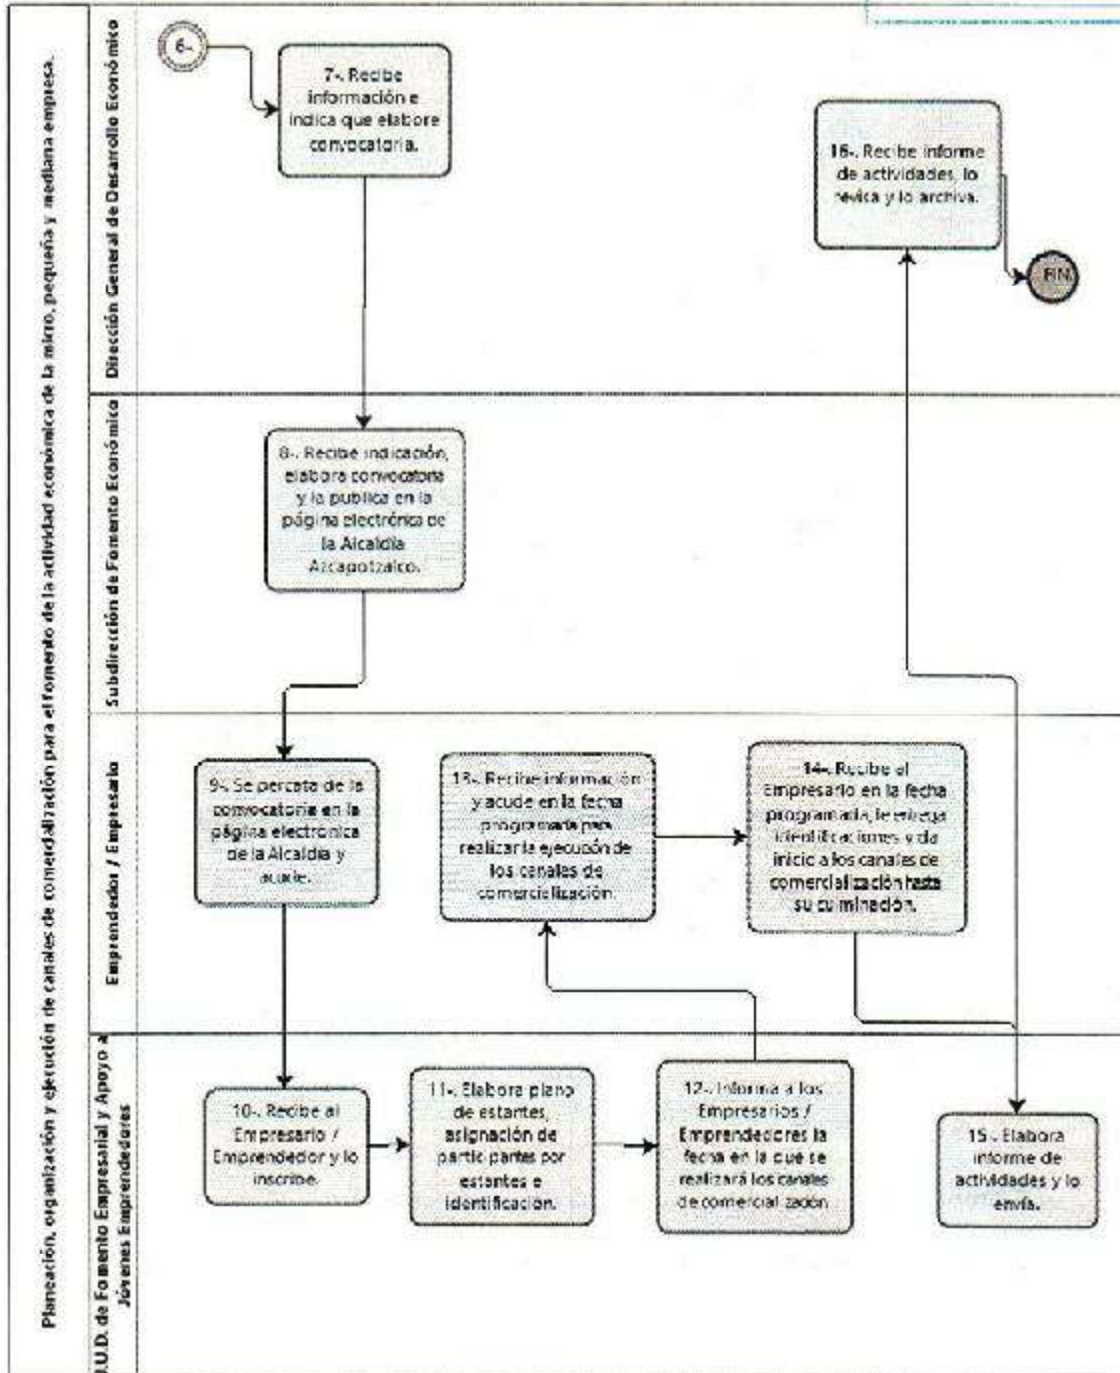 Planeación, organización y ejecución de canales de comercialización para el fomento de la actividad económica de la micro, pequeña y mediana empresa.
Dirección General de Desarrollo Económico
6-.
7-. Recibe
información e
indica que elabore
convocatoria.
16-. Recibe informe
de actividades, lo
revisa y lo archiva.
FIN
Subdirección de Fomento Económico
8-. Recibe indicación,
elabora convocatoria
y la publica en la
página electrónica de
la Alcaldía
Azcapotzalco.
Emprendedor / Empresario
9-. Se percata de la
convocatoria en la
página electrónica
de la Alcaldía y
acude.
13-. Recibe información
y acude en la fecha
programada para
realizar la ejecución de
los canales de
comercialización.
14-. Recibe al
Empresario en la fecha
programada, le entrega
identificaciones y da
inicio a los canales de
comercialización hasta
su culminación.
J.U.D. de Fomento Empresarial y Apoyo a
Jóvenes Emprendedores
10-. Recibe al
Empresario /
Emprendedor y lo
inscribe.
11-. Elabora plano
de estantes,
asignación de
participantes por
estantes e
identificación.
12-. Informa a los
Empresarios /
Emprendedores la
fecha en la que se
realizará los canales
de comercialización
15-. Elabora
informe de
actividades y lo
envía.